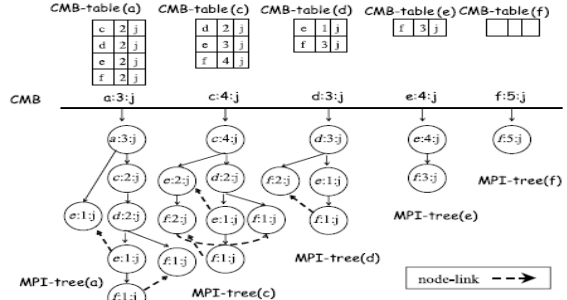 CMB-table(a) CMB-table(c) CMB-table(d) CMB-table(e) CMB-table(f)
c 2 j d 2 j e 1 j f 3 j
d 2 j e 3 j f 3 j
e 2 j f 4 j
f 2 j
CMB a:3:j c:4:j d:3:j e:4:j f:5:j
a:3:j c:4:j d:3:j e:4:j f:5:j
c:2:j e:2:j d:2:j f:2:j e:1:j f:3:j
MPI-tree(f)
e:1:j d:2:j f:2:j e:1:j f:1:j f:1:j
MPI-tree(e)
e:1:j f:1:j f:1:j
MPI-tree(d)
MPI-tree(a)
node-link
f:1:j
MPI-tree(c)